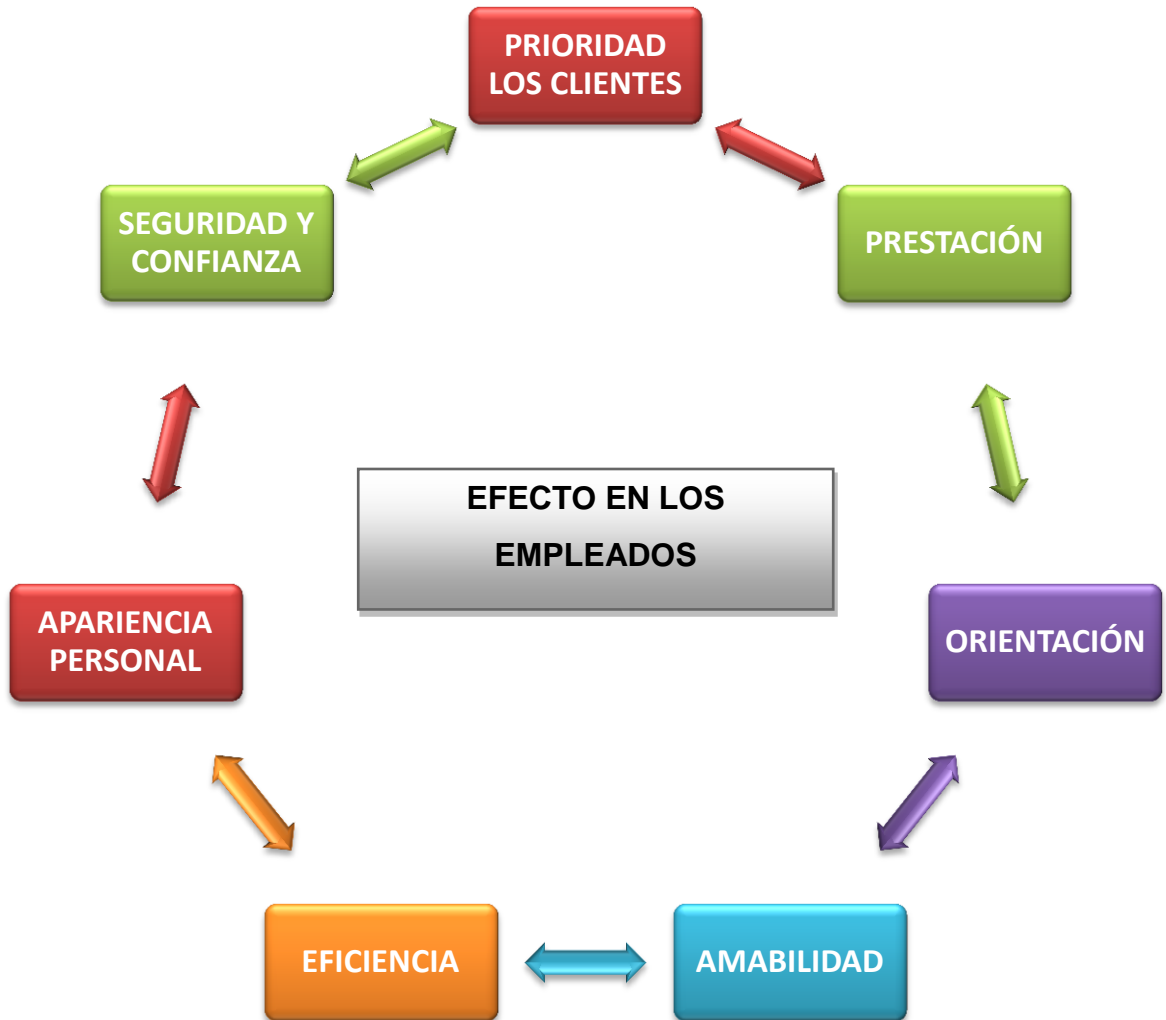 PRIORIDAD
LOS CLIENTES
SEGURIDAD Y
CONFIANZA
PRESTACIÓN
EFECTO EN LOS
EMPLEADOS
APARIENCIA
PERSONAL
ORIENTACIÓN
EFICIENCIA
AMABILIDAD